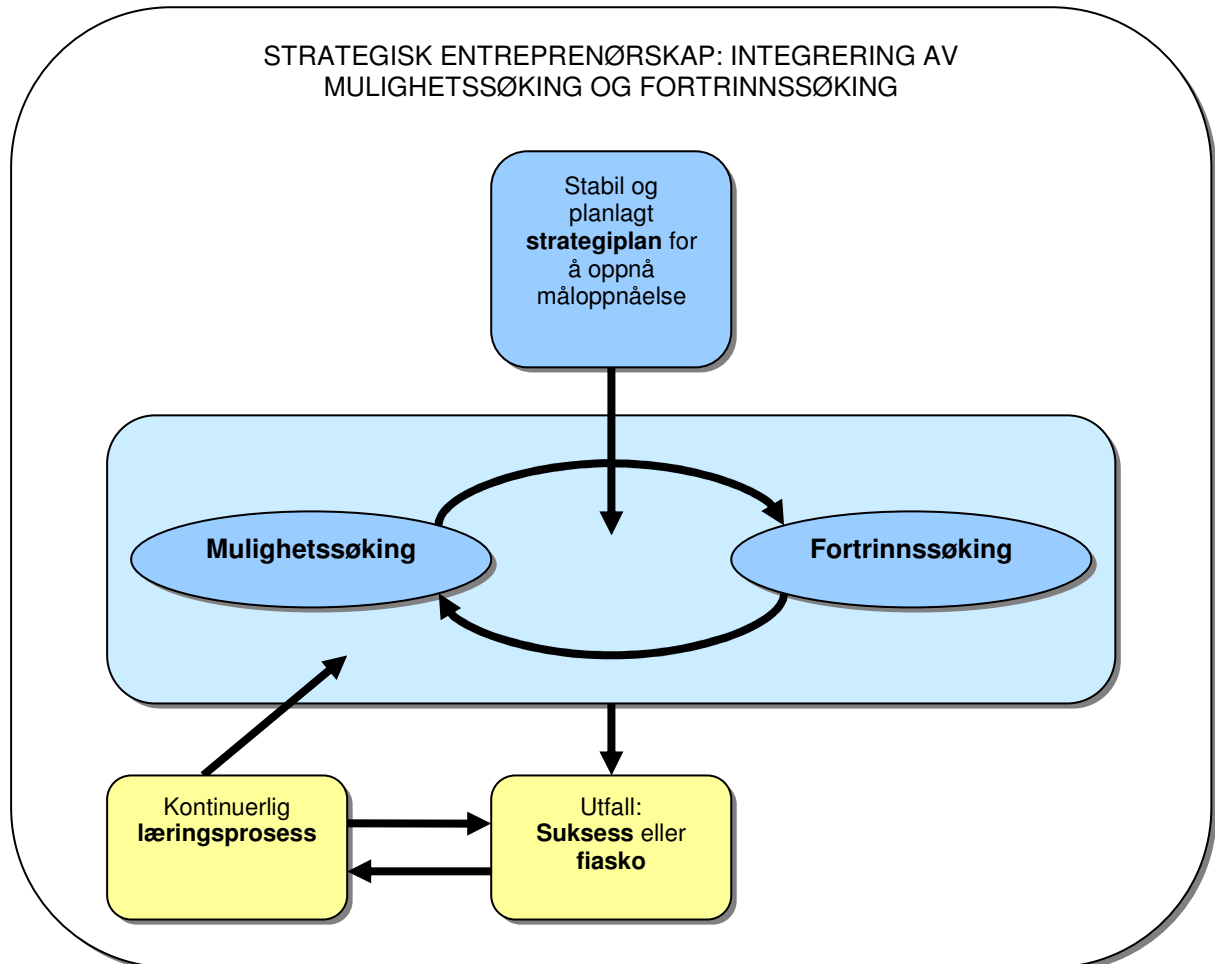 STRATEGISK ENTREPRENØRSKAP: INTEGRERING AV
MULIGHETSSØKING OG FORTRINNSSØKING
Stabil og
planlagt
strategiplan for
å oppnå
måloppnåelse
Mulighetssøking
Fortrinnssøking
Kontinuerlig
læringsprosess
Utfall:
Suksess eller
fiasko